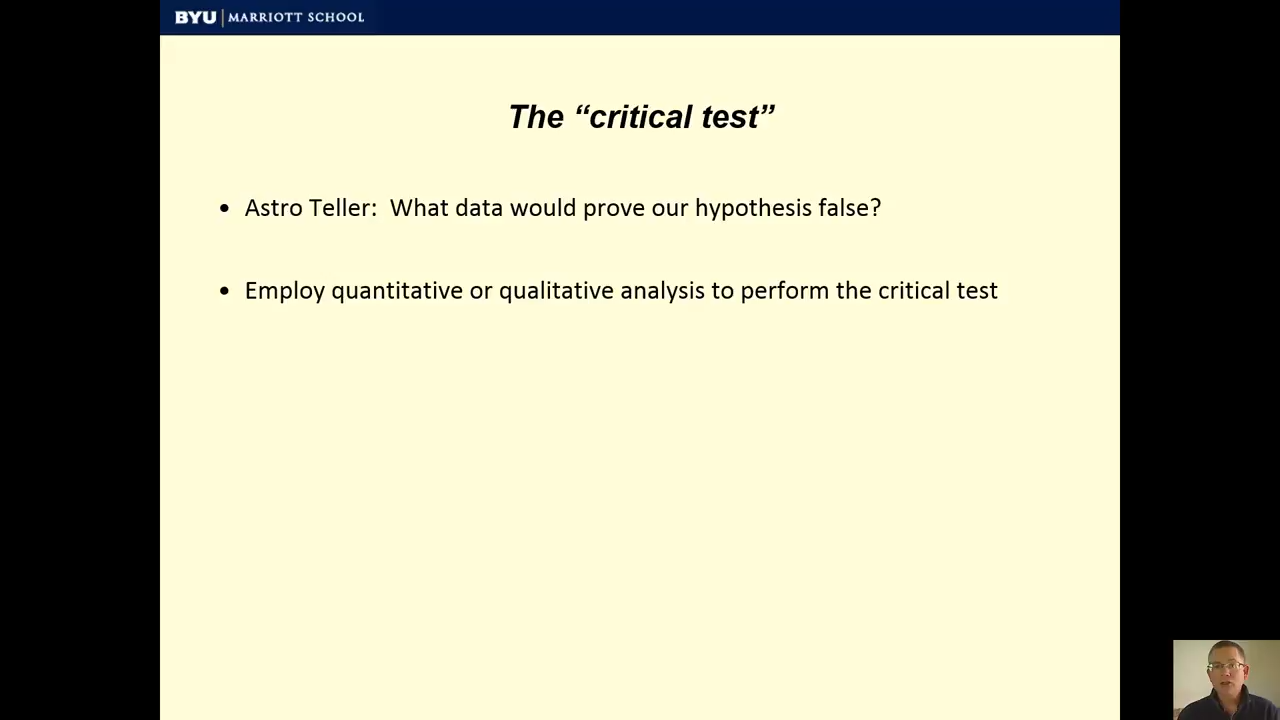 BYU | MARRIOTT SCHOOL
The “critical test”
• Astro Teller:  What data would prove our hypothesis false?
• Employ quantitative or qualitative analysis to perform the critical test